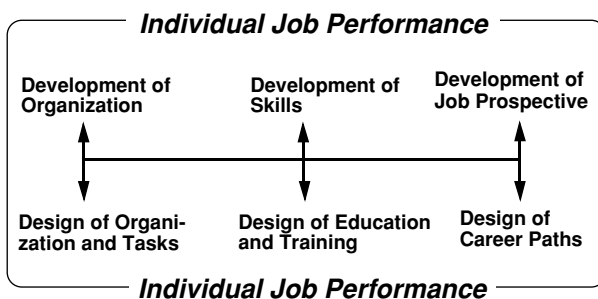 Individual Job Performance
Development of
Organization
Development of
Skills
Development of
Job Prospective
Design of Organi-
zation and Tasks
Design of Education
and Training
Design of
Career Paths
Individual Job Performance